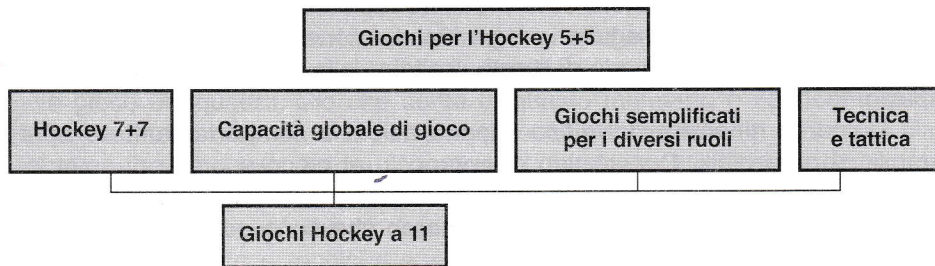 Giochi per l'Hockey 5+5
Hockey 7+7
Capacità globale di gioco
Giochi semplificati
per i diversi ruoli
Tecnica
e tattica
Giochi Hockey a 11